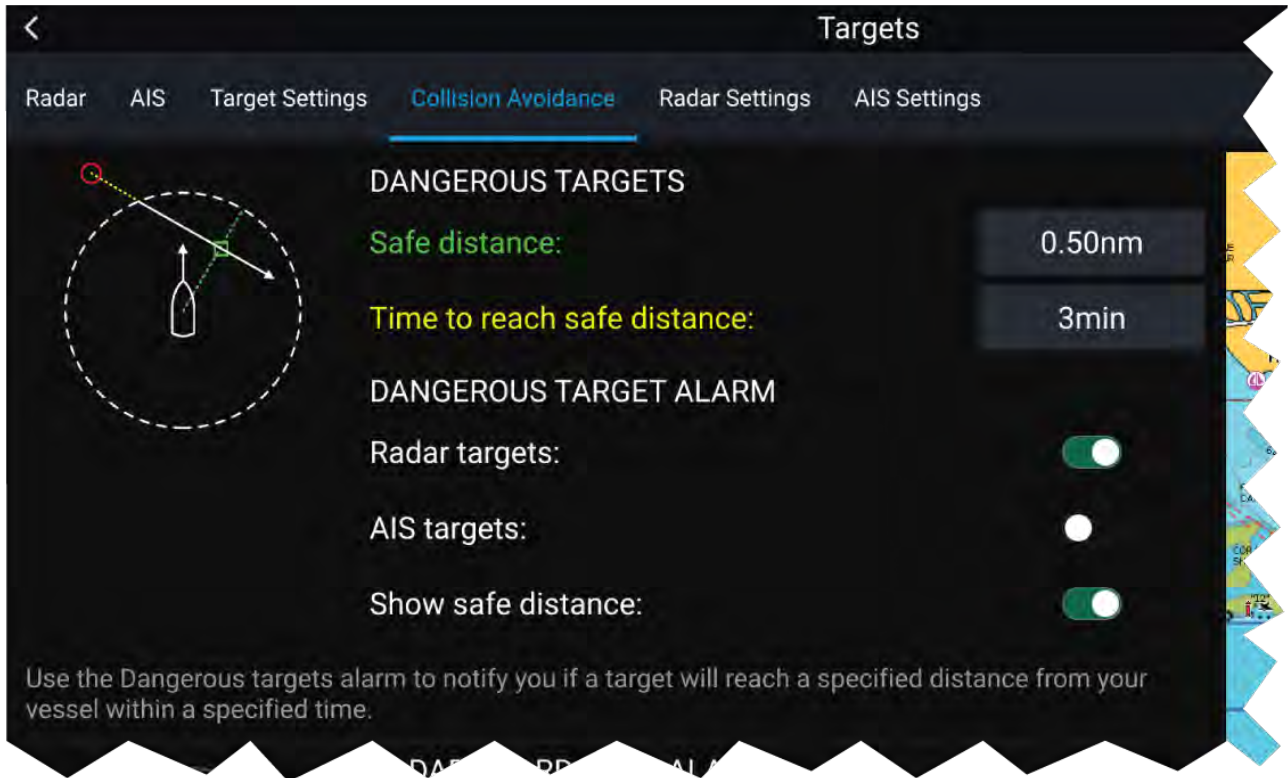 Targets
Radar AIS Target Settings Collision Avoidance Radar Settings AIS Settings
DANGEROUS TARGETS
Safe distance: 0.50nm
Time to reach safe distance: 3min
DANGEROUS TARGET ALARM
Radar targets:
AIS targets:
Show safe distance:
Use the Dangerous targets alarm to notify you if a target will reach a specified distance from your
vessel within a specified time.